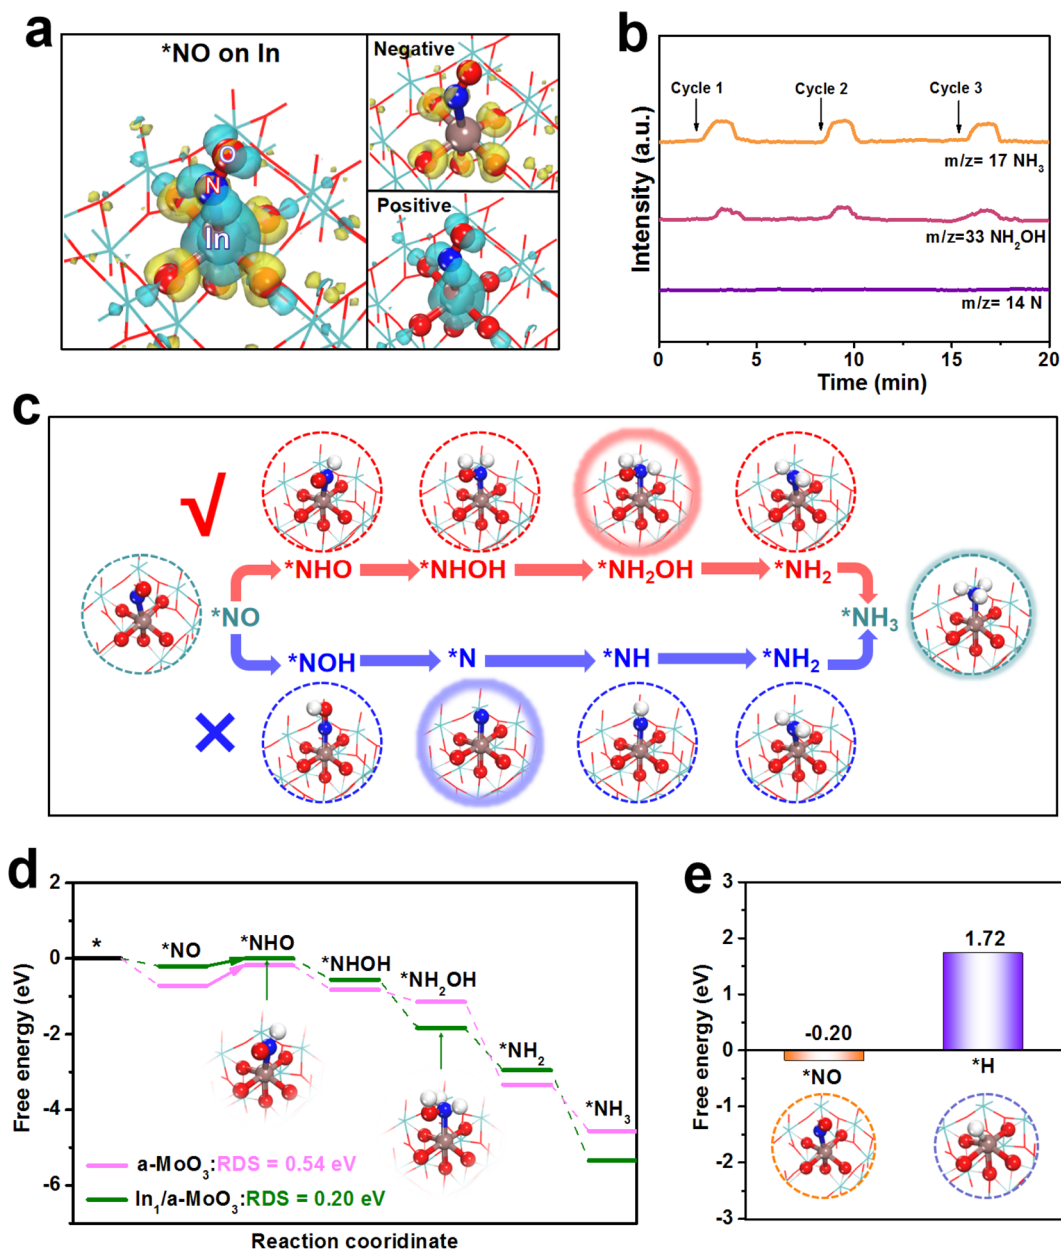 a
*NO on In
O
N
In
Negative
Positive
b
Intensity (a.u.)
Cycle 1
Cycle 2
Cycle 3
m/z= 17 NH₃
m/z=33 NH₂OH
m/z= 14 N
0
5
10
15
20
Time (min)
c
√
*NHO
*NHOH
*NH₂OH
*NH₂
*NO
*NH₃
*NOH
*N
*NH
*NH₂
×
d
Free energy (eV)
2
0
-2
-4
-6
*
*NO
*NHO
*NHOH
*NH₂OH
*NH₂
*NH₃
a-MoO₃:RDS = 0.54 eV
In₁/a-MoO₃:RDS = 0.20 eV
Reaction cooridinate
e
Free energy (eV)
3
2
1
0
-1
-2
-3
1.72
-0.20
*NO
*H